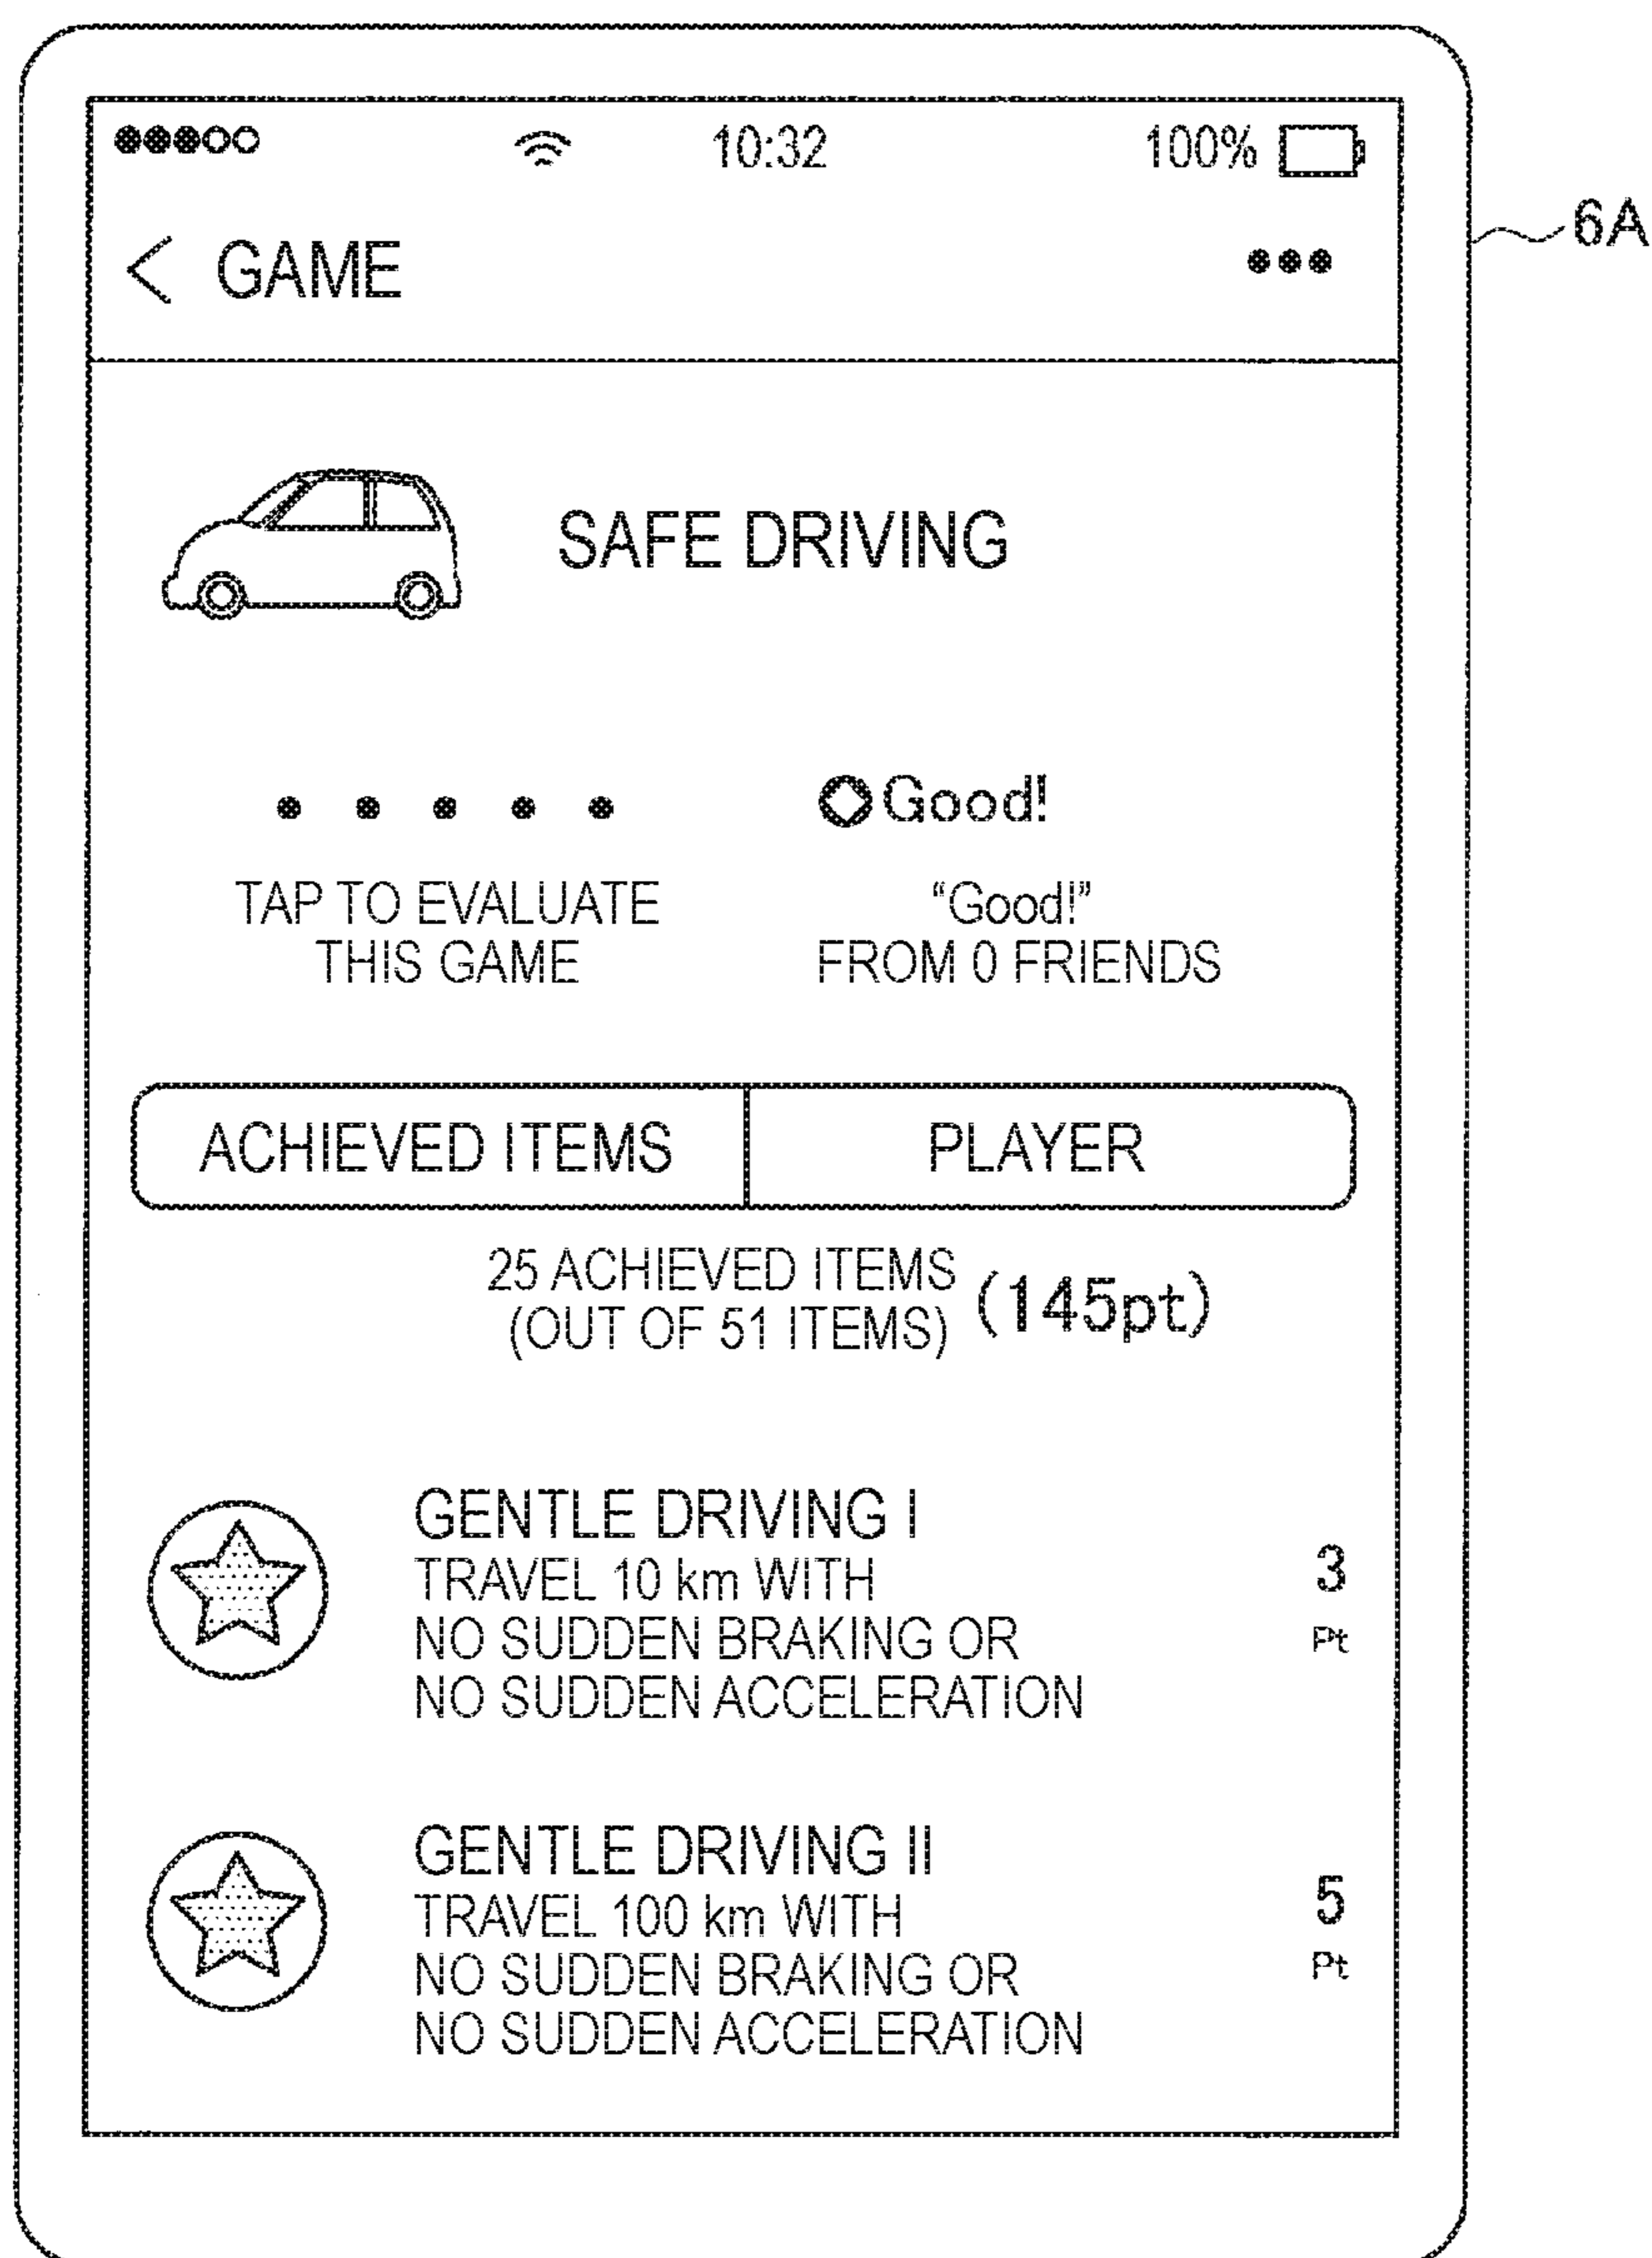 10:32
100%
6A
< GAME
SAFE DRIVING
Good!
TAP TO EVALUATE
THIS GAME
“Good!”
FROM 0 FRIENDS
ACHIEVED ITEMS
PLAYER
25 ACHIEVED ITEMS
(OUT OF 51 ITEMS)
(145pt)
GENTLE DRIVING I
TRAVEL 10 km WITH
NO SUDDEN BRAKING OR
NO SUDDEN ACCELERATION
3
Pt
GENTLE DRIVING II
TRAVEL 100 km WITH
NO SUDDEN BRAKING OR
NO SUDDEN ACCELERATION
5
Pt